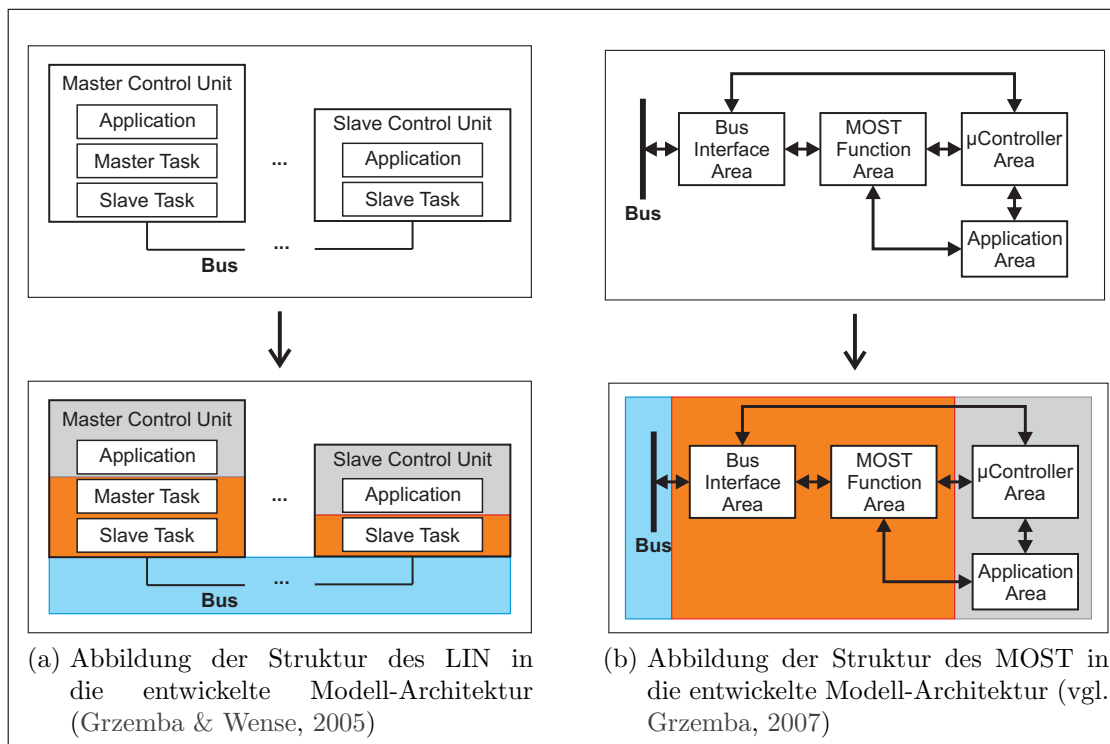 Master Control Unit
Application
Master Task
Slave Task
...
Slave Control Unit
Application
Slave Task
...
Bus
Bus
Interface
Area
MOST
Function
Area
µController
Area
Application
Area
Bus
Master Control Unit
Application
Master Task
Slave Task
...
Slave Control Unit
Application
Slave Task
...
Bus
Bus
Interface
Area
MOST
Function
Area
µController
Area
Application
Area
Bus
(a) Abbildung der Struktur des LIN in
die entwickelte Modell-Architektur
(Grzemba & Wense, 2005)
(b) Abbildung der Struktur des MOST in
die entwickelte Modell-Architektur (vgl.
Grzemba, 2007)